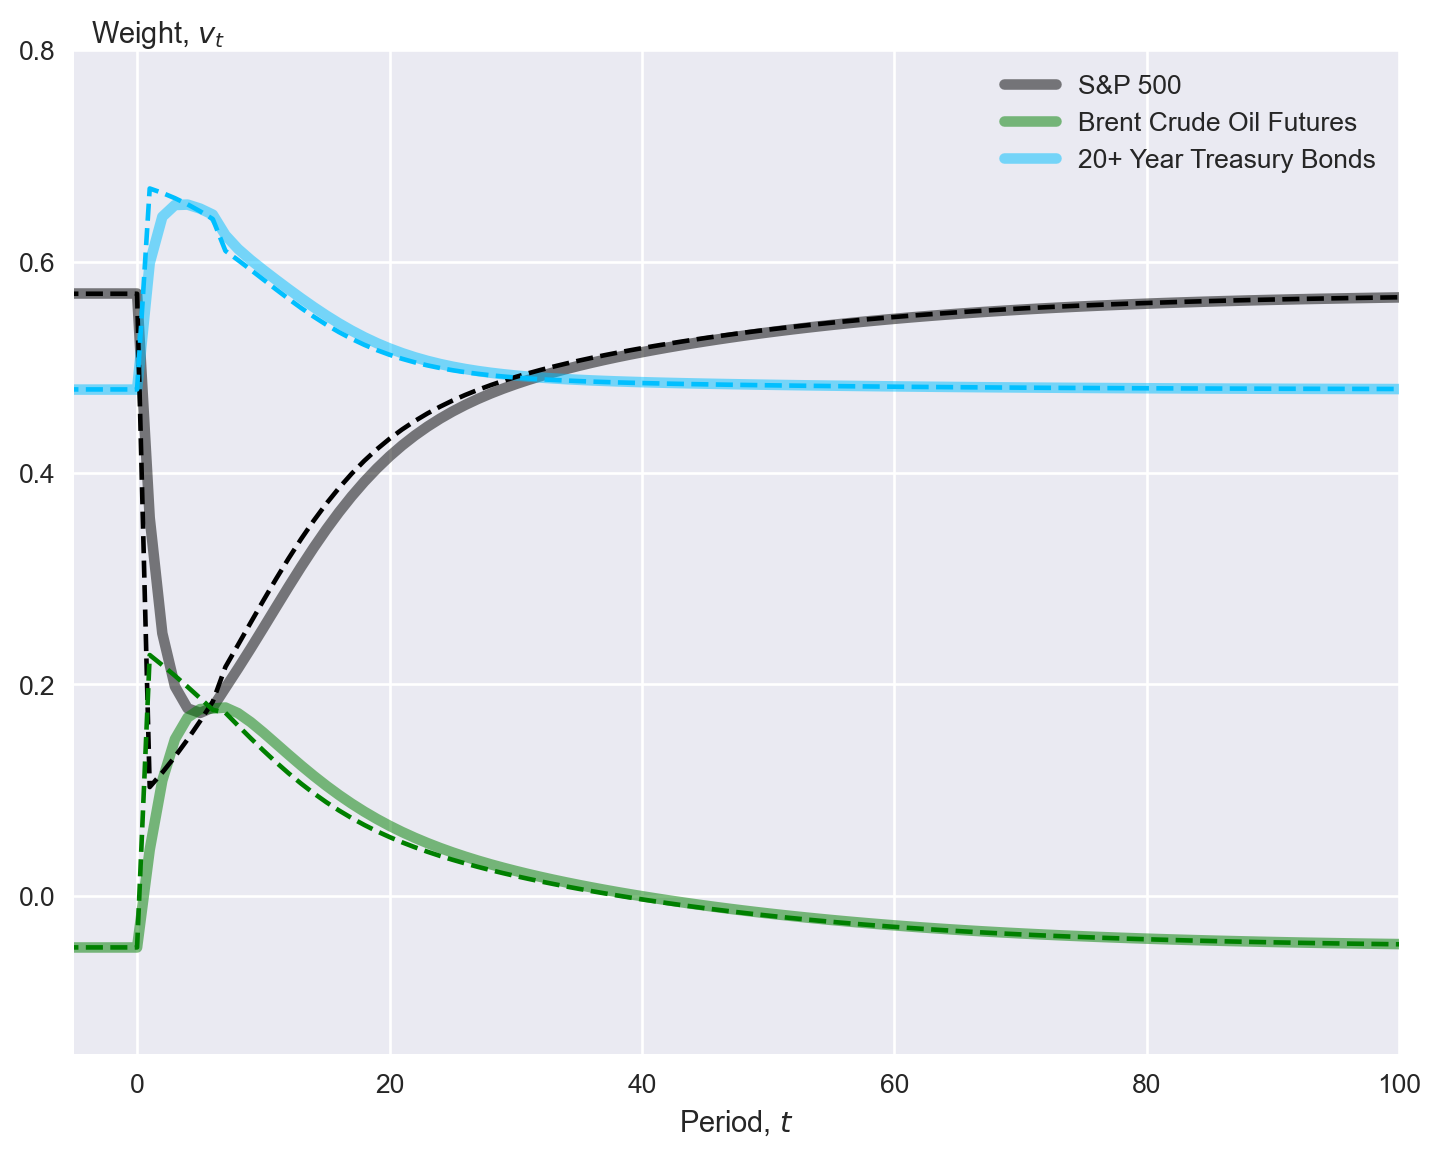 Weight, vₜ
0.8
0.6
0.4
0.2
0.0
S&P 500
Brent Crude Oil Futures
20+ Year Treasury Bonds
0 20 40 60 80 100
Period, t